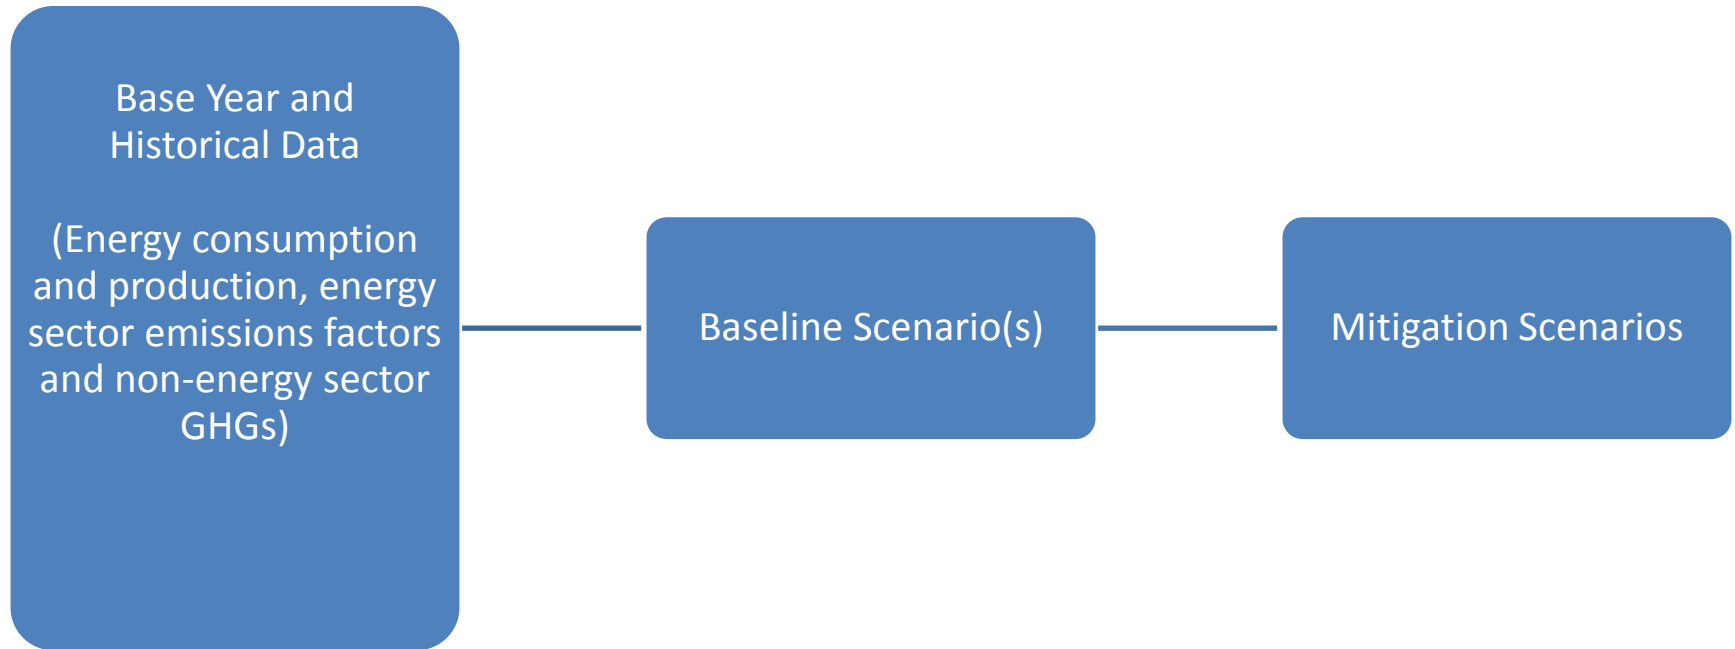 Base Year and
Historical Data
(Energy consumption
and production, energy
sector emissions factors
and non-energy sector
GHGs)
Baseline Scenario(s)
Mitigation Scenarios